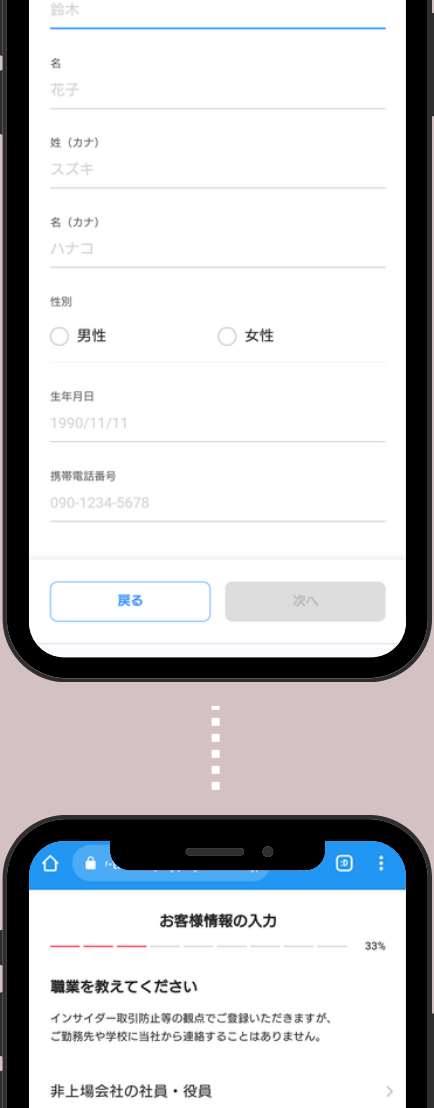 鈴木
名
花子
姓（カナ）
スズキ
名（カナ）
ハナコ
性別
男性
女性
生年月日
1990/11/11
携帯電話番号
090-1234-5678
戻る
次へ
:D
お客様情報の入力
33%
職業を教えてください
インサイダー取引防止等の観点でご登録いただきますが、
ご勤務先や学校に当社から連絡することはありません。
非上場会社の社員・役員